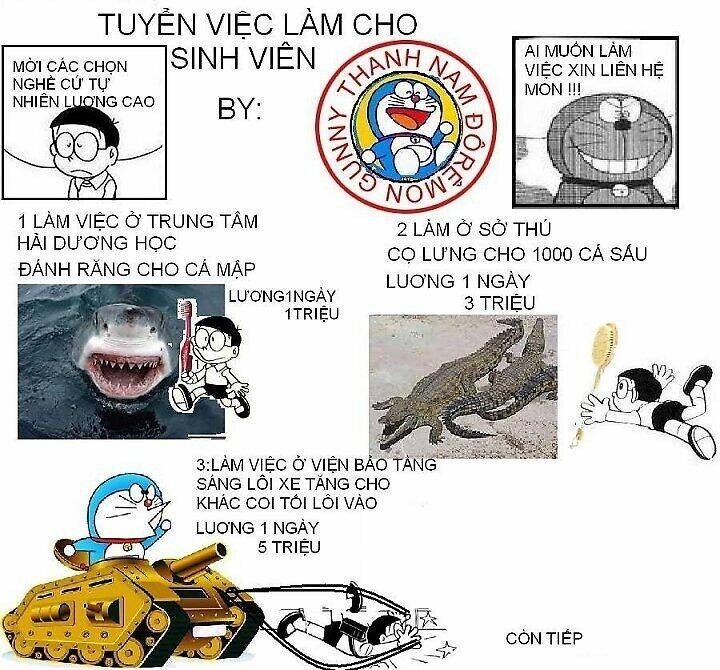 TUYỂN VIỆC LÀM CHO
SINH VIÊN
MỜI CÁC CHỌN
NGHỀ CỨ TỰ
NHIÊN LUƠNG CAO
BY:
THANH NAM ĐÔRÊMON GUNNY
AI MUỐN LÀM
VIỆC XIN LIÊN HỆ
MON !!!
1 LÀM VIỆC Ở TRUNG TÂM
HẢI DƯƠNG HỌC
ĐÁNH RĂNG CHO CÁ MẬP
LƯƠNG1NGÀY
1TRIỆU
2 LÀM Ở SỞ THÚ
CỌ LƯNG CHO 1000 CÁ SẤU
LUƠNG 1 NGÀY
3 TRIỆU
3:LÀM VIỆC Ở VIỆN BẢO TÀNG
SÁNG LÔI XE TĂNG CHO
KHÁC COI TỐI LÔI VÀO
LUƠNG 1 NGÀY
5 TRIỆU
CÒN TIẾP